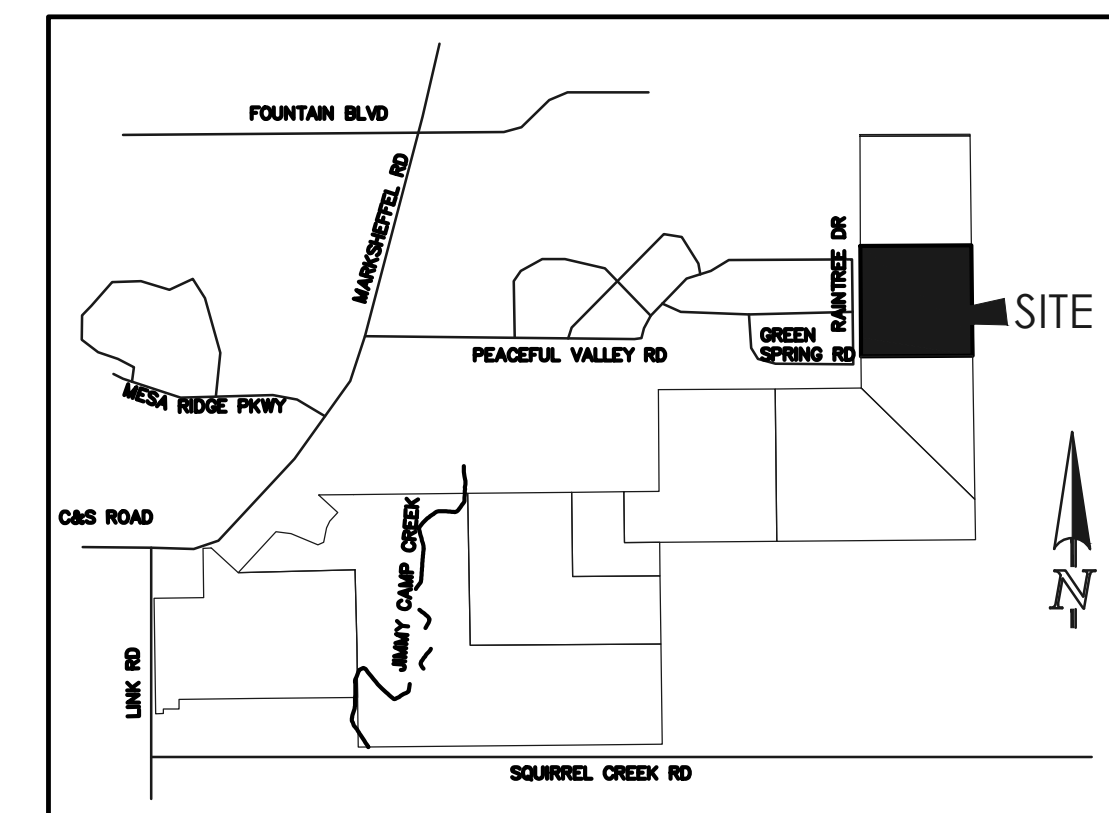 FOUNTAIN BLVD
MARKSHEFFEL RD
RAINTREE DR
SITE
GREEN
SPRING RD
PEACEFUL VALLEY RD
MESA RIDGE PKWY
C&S ROAD
JIMMY CAMP CREEK
N
LINK RD
SQUIRREL CREEK RD